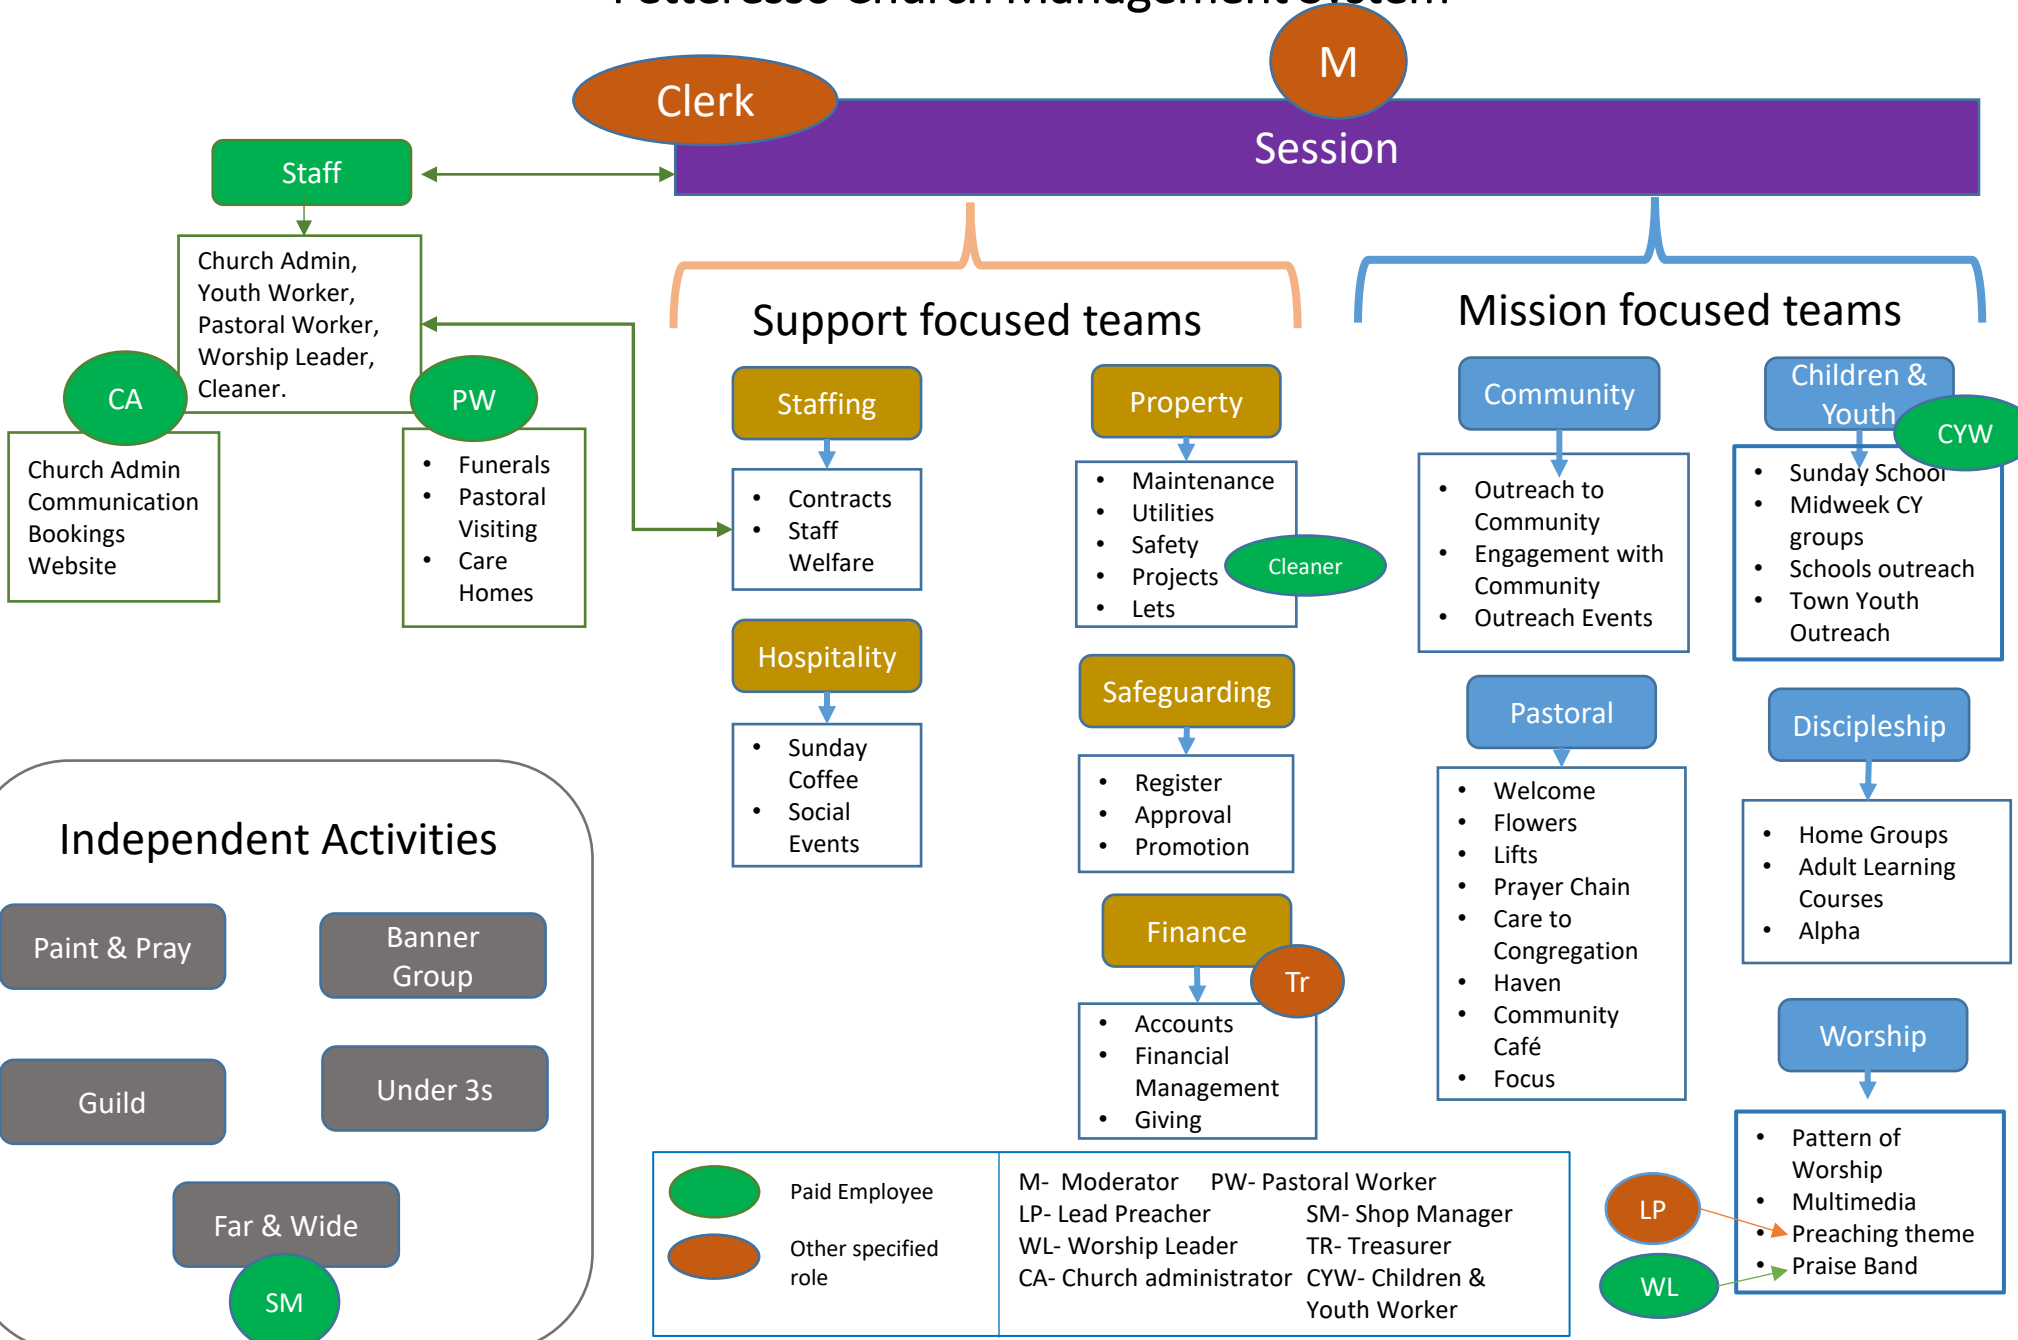 Fetteresso Church Management System
M
Clerk
Session
Staff
Church Admin,
Youth Worker,
Pastoral Worker,
Worship Leader,
Cleaner.
CA
PW
Church Admin
Communication
Bookings
Website
• Funerals
• Pastoral
Visiting
• Care
Homes
Support focused teams
Staffing
• Contracts
• Staff
Welfare
Hospitality
• Sunday
Coffee
• Social
Events
Property
• Maintenance
• Utilities
• Safety
• Projects
• Lets
Cleaner
Safeguarding
• Register
• Approval
• Promotion
Finance
Tr
• Accounts
• Financial
Management
• Giving
Mission focused teams
Community
• Outreach to
Community
• Engagement with
Community
• Outreach Events
Children &
Youth
CYW
• Sunday School
• Midweek CY
groups
• Schools outreach
• Town Youth
Outreach
Pastoral
• Welcome
• Flowers
• Lifts
• Prayer Chain
• Care to
Congregation
• Haven
• Community
Café
• Focus
Discipleship
• Home Groups
• Adult Learning
Courses
• Alpha
Worship
• Pattern of
Worship
• Multimedia
• Preaching theme
• Praise Band
LP
WL
Independent Activities
Paint & Pray
Banner
Group
Guild
Under 3s
Far & Wide
SM
Paid Employee
Other specified
role
M- Moderator PW- Pastoral Worker
LP- Lead Preacher SM- Shop Manager
WL- Worship Leader TR- Treasurer
CA- Church administrator CYW- Children &
Youth Worker